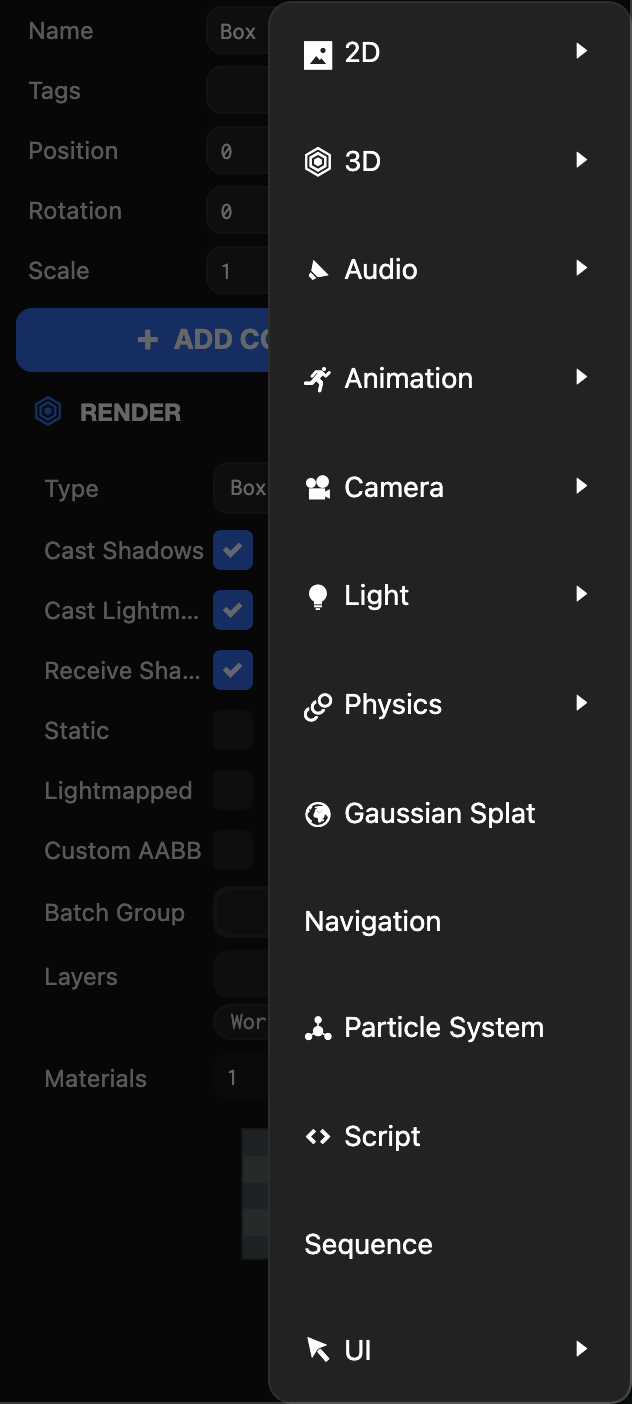 Name
Box
Tags
Position
0
Rotation
0
Scale
1
+ ADD CO
RENDER
Type
Box
Cast Shadows
Cast Lightm...
Receive Sha...
Static
Lightmapped
Custom AABB
Batch Group
Layers
Wor
Materials
1
2D
3D
Audio
Animation
Camera
Light
Physics
Gaussian Splat
Navigation
Particle System
Script
Sequence
UI